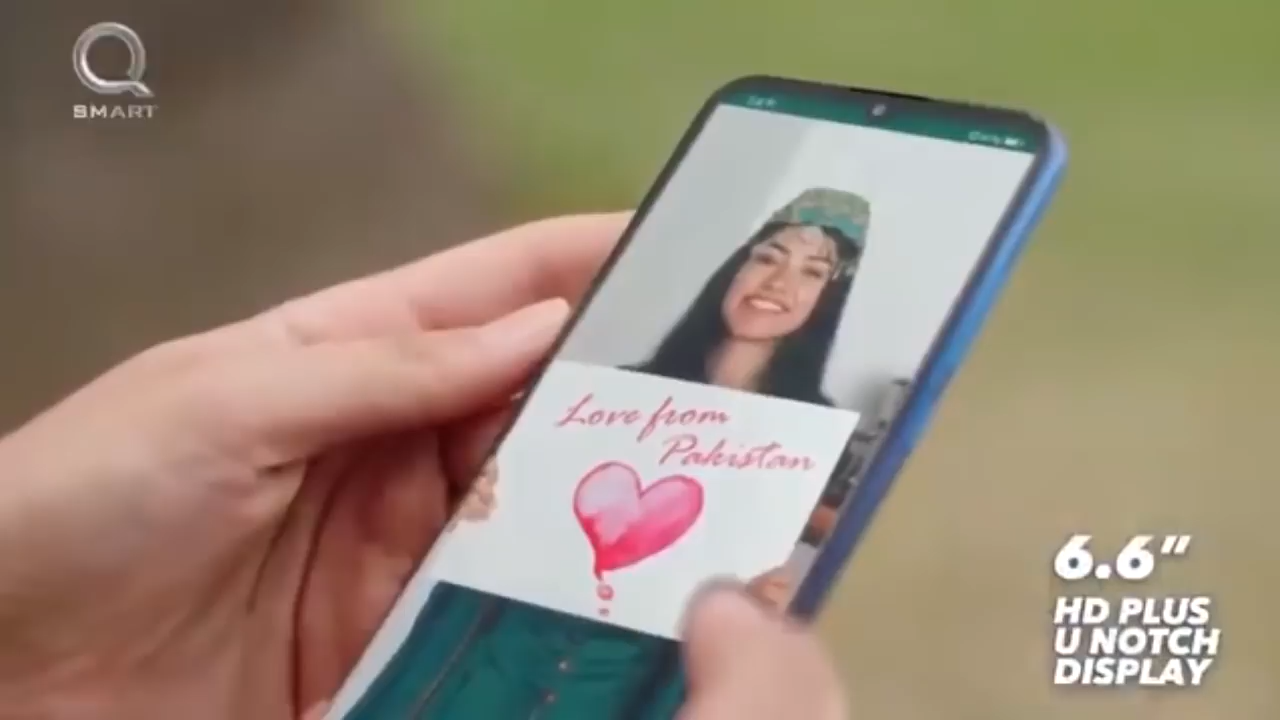 Q
SMART
Love from
Pakistan
6.6"
HD PLUS
U NOTCH
DISPLAY